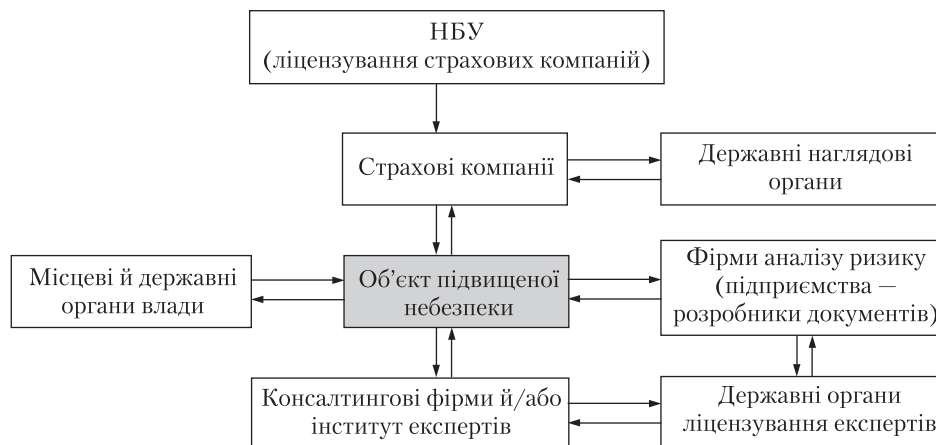 НБУ
(ліцензування страхових компаній)
Страхові компанії
Державні наглядові
органи
Місцеві й державні
органи влади
Об’єкт підвищеної
небезпеки
Фірми аналізу ризику
(підприємства —
розробники документів)
Консалтингові фірми й/або
інститут експертів
Державні органи
ліцензування експертів